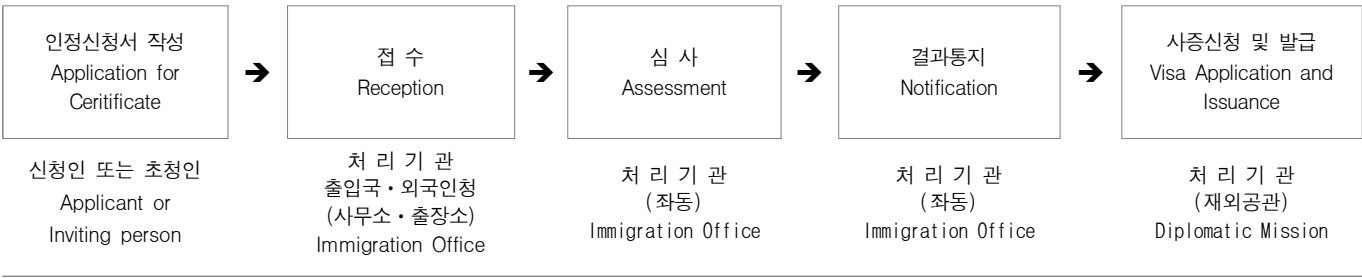 인정신청서 작성
Application for
Ceritificate
➔
접 수
Reception
➔
심 사
Assessment
➔
결과통지
Notification
➔
사증신청 및 발급
Visa Application and
Issuance
신청인 또는 초청인
Applicant or
Inviting person
처 리 기 관
출입국・외국인청
(사무소・출장소)
Immigration Office
처 리 기 관
(좌동)
Immigration Office
처 리 기 관
(좌동)
Immigration Office
처 리 기 관
(재외공관)
Diplomatic Mission